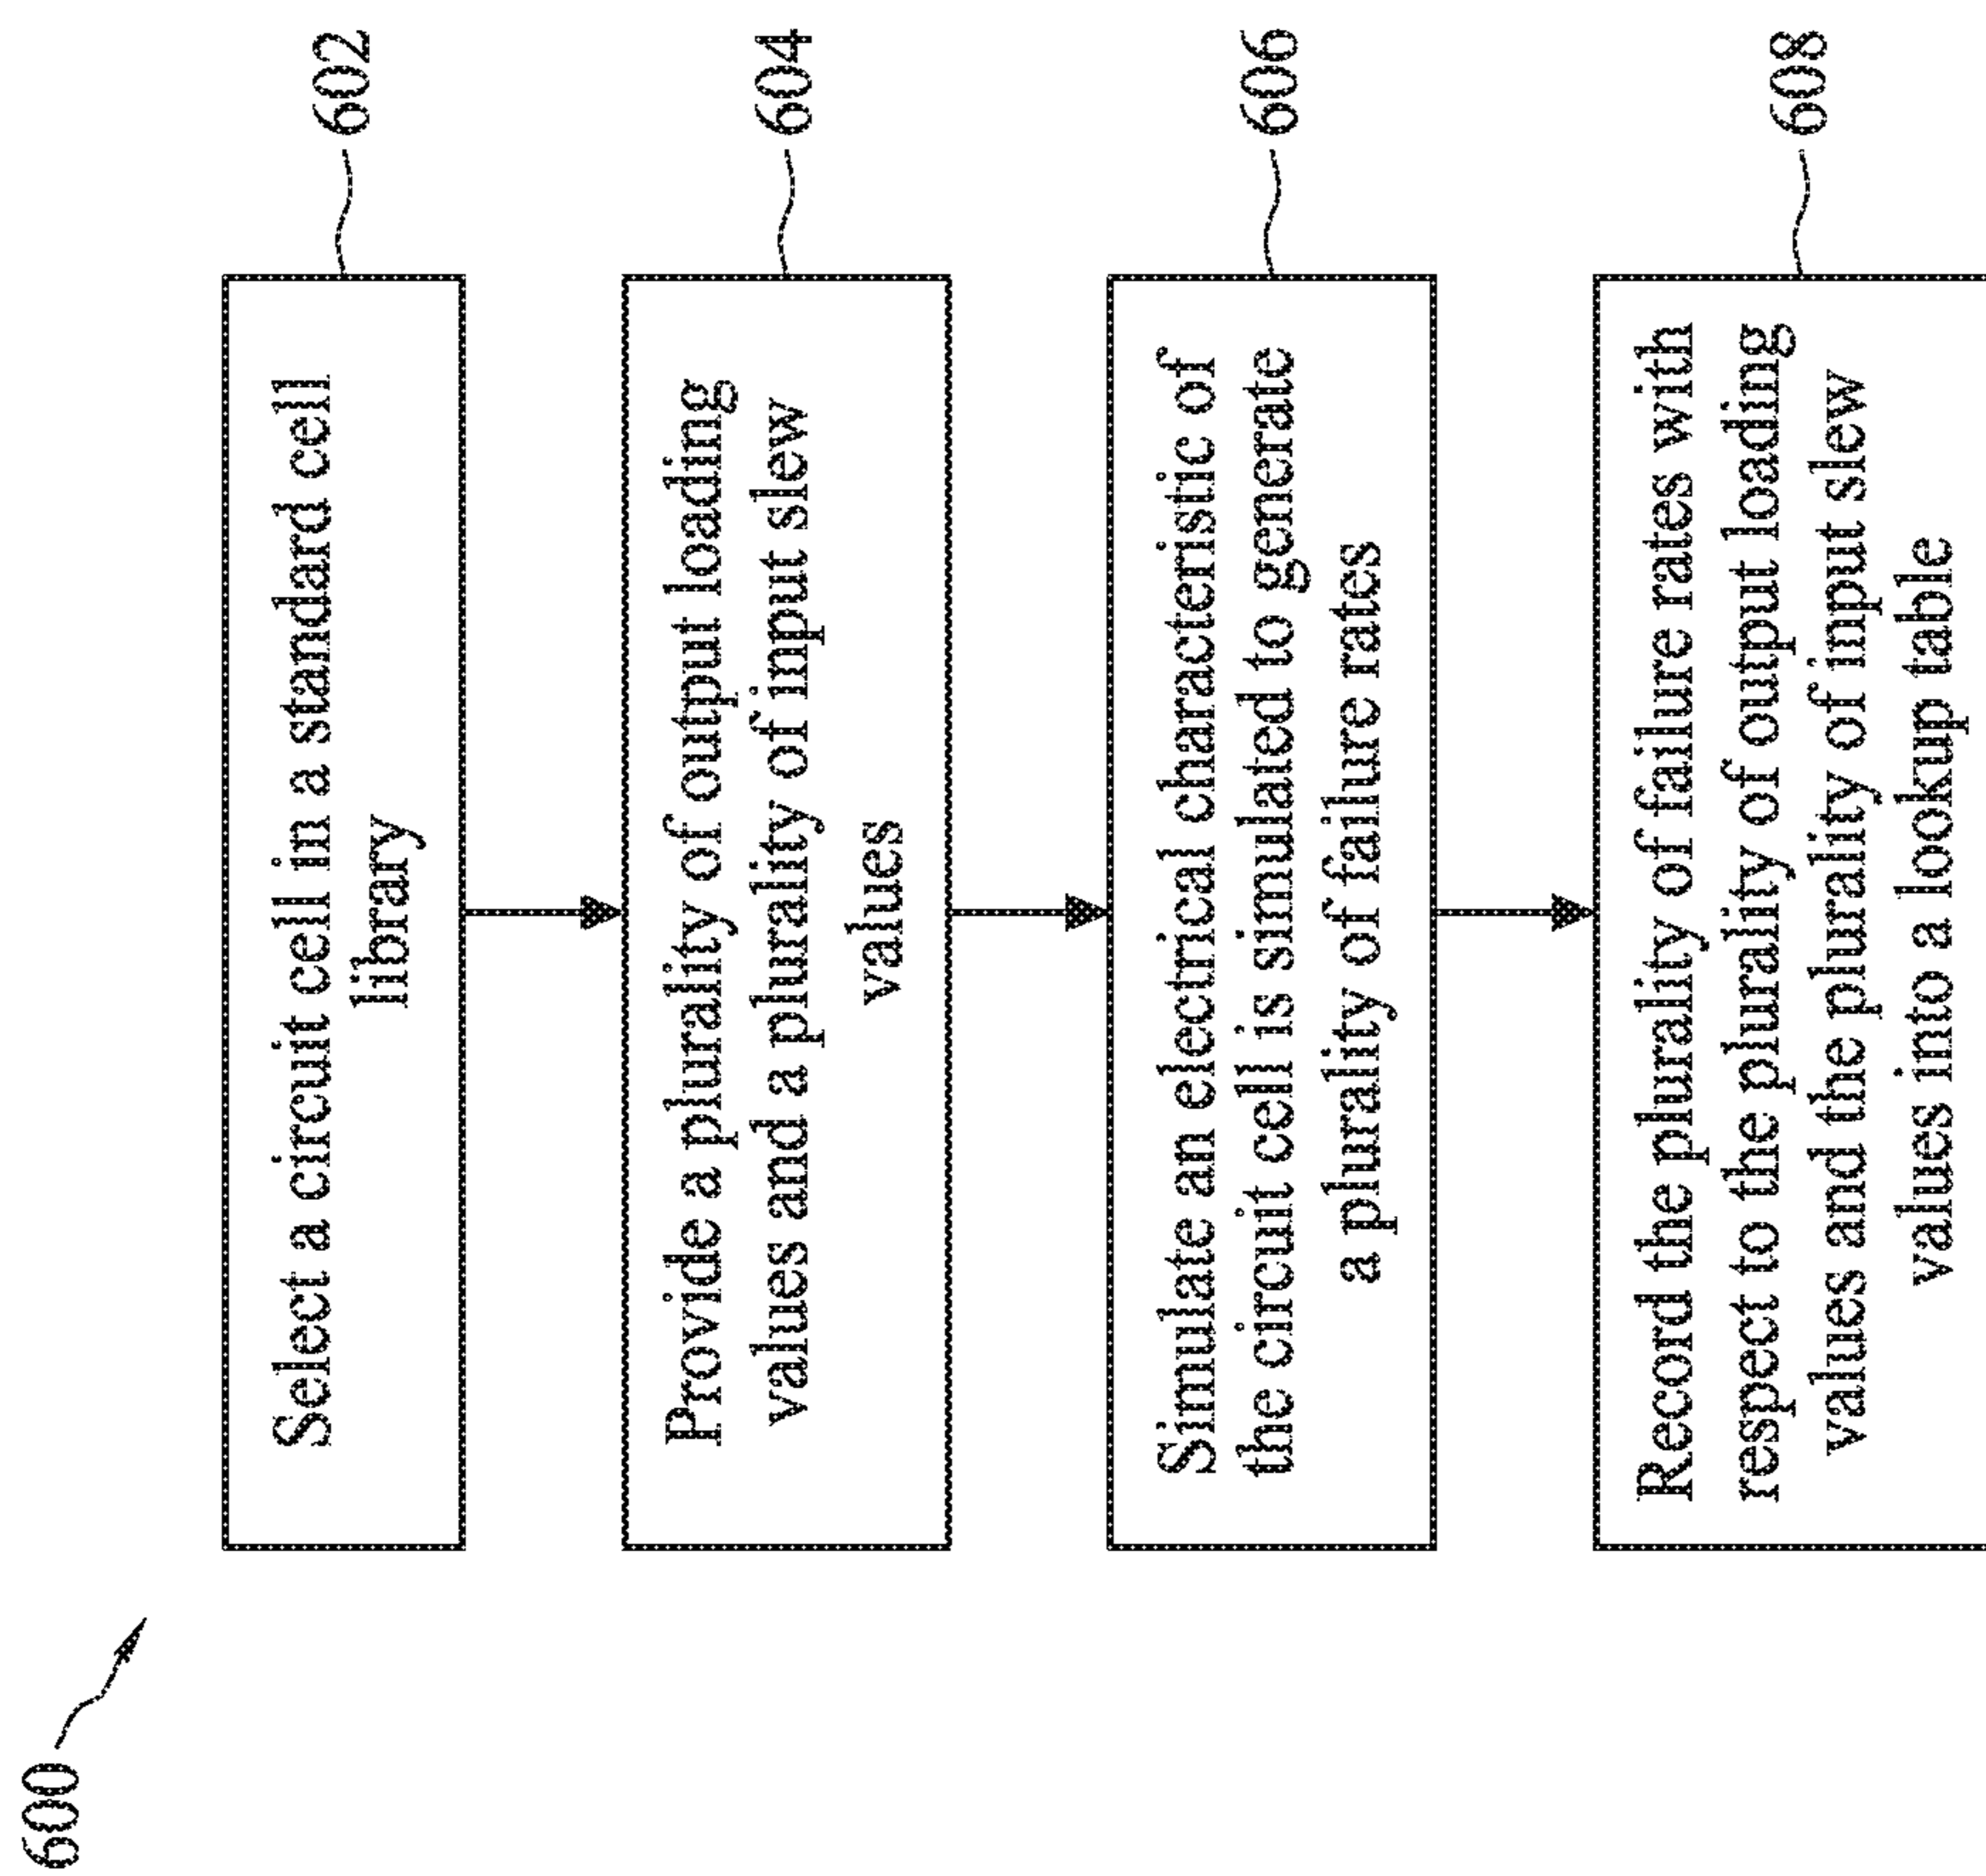 600
Select a circuit cell in a standard cell
library
602
Provide a plurality of output loading
values and a plurality of input slew
values
604
Simulate an electrical characteristic of
the circuit cell is simulated to generate
a plurality of failure rates
606
Record the plurality of failure rates with
respect to the plurality of output loading
values and the plurality of input slew
values into a lookup table
608